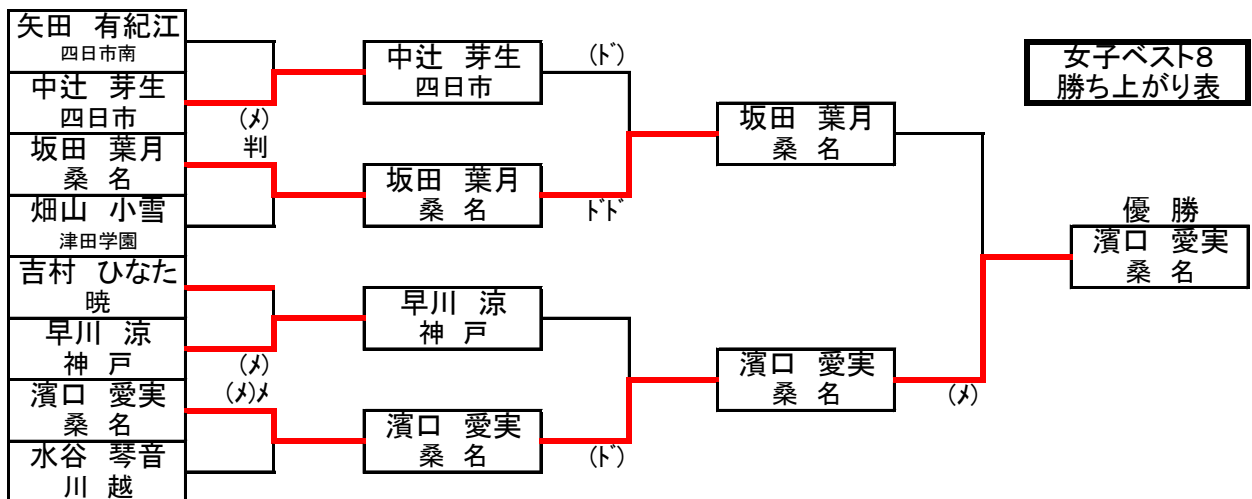 矢田 有紀江
四日市南
中辻 芽生
四日市
坂田 葉月
桑 名
畑山 小雪
津田学園
吉村 ひなた
暁
早川 涼
神 戸
濱口 愛実
桑 名
水谷 琴音
川 越
(ﾒ)
判
(ﾒ)
(ﾒ)ﾒ
中辻 芽生
四日市
坂田 葉月
桑 名
早川 涼
神 戸
濱口 愛実
桑 名
(ﾄﾞ)
ﾄﾞﾄﾞ
(ﾄﾞ)
坂田 葉月
桑 名
濱口 愛実
桑 名
(ﾒ)
女子ベスト8
勝ち上がり表
優 勝
濱口 愛実
桑 名